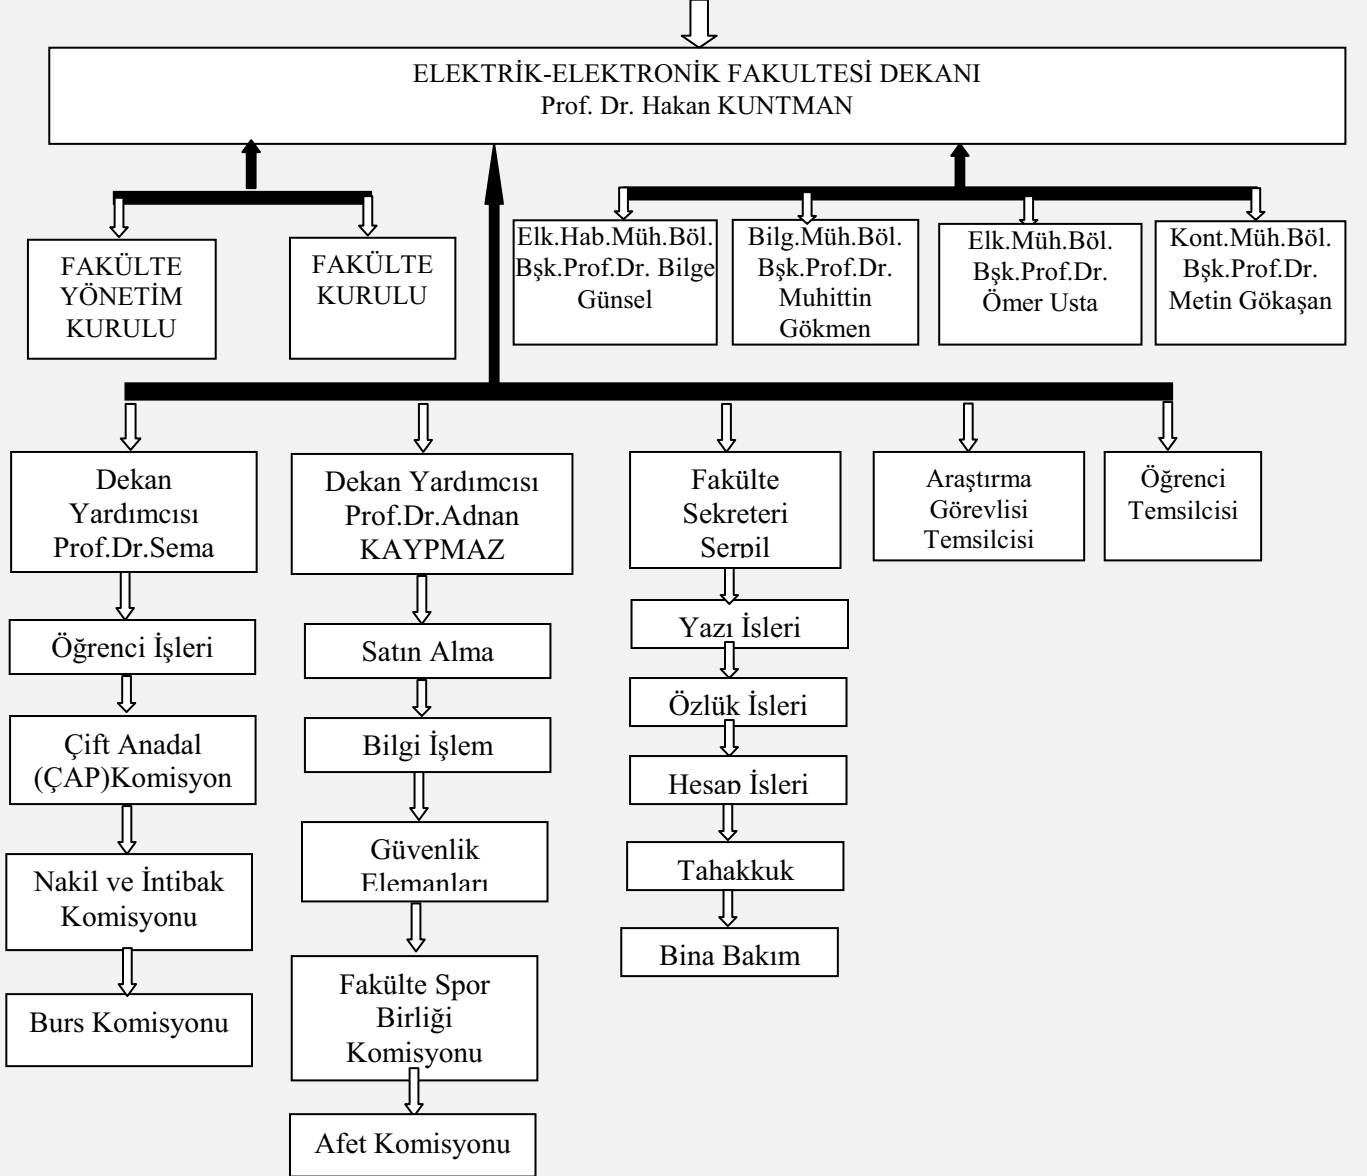 ELEKTRİK-ELEKTRONİK FAKULTESİ DEKANI
Prof. Dr. Hakan KUNTMAN
FAKÜLTE
YÖNETİM
KURULU
FAKÜLTE
KURULU
Elk.Hab.Müh.Böl.
Bşk.Prof.Dr. Bilge
Günsel
Bilg.Müh.Böl.
Bşk.Prof.Dr.
Muhittin
Gökmen
Elk.Müh.Böl.
Bşk.Prof.Dr.
Ömer Usta
Kont.Müh.Böl.
Bşk.Prof.Dr.
Metin Gökaşan
Dekan
Yardımcısı
Prof.Dr.Sema
Öğrenci İşleri
Çift Anadal
(ÇAP)Komisyon
Nakil ve İntibak
Komisyonu
Burs Komisyonu
Dekan Yardımcısı
Prof.Dr.Adnan
KAYPMAZ
Satın Alma
Bilgi İşlem
Güvenlik
Elemanları
Fakülte Spor
Birliği
Komisyonu
Afet Komisyonu
Fakülte
Sekreteri
Serpil
Yazı İşleri
Özlük İşleri
Hesap İşleri
Tahakkuk
Bina Bakım
Araştırma
Görevlisi
Temsilcisi
Öğrenci
Temsilcisi